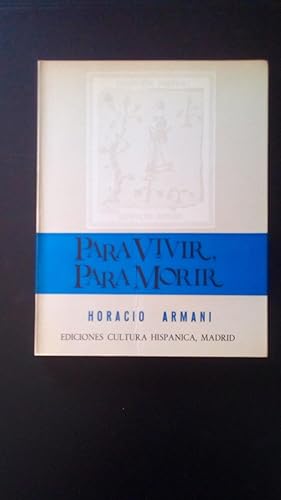 PARA VIVIR,
PARA MORIR
HORACIO ARMANI
EDICIONES CULTURA HISPANICA, MADRID